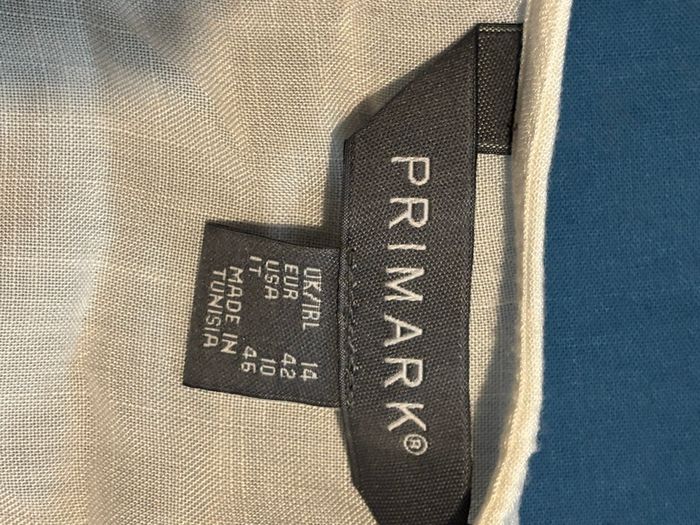 PRIMARK®
UK/IRL 14
EUR 42
USA 10
IT 46
MADE IN
TUNISIA